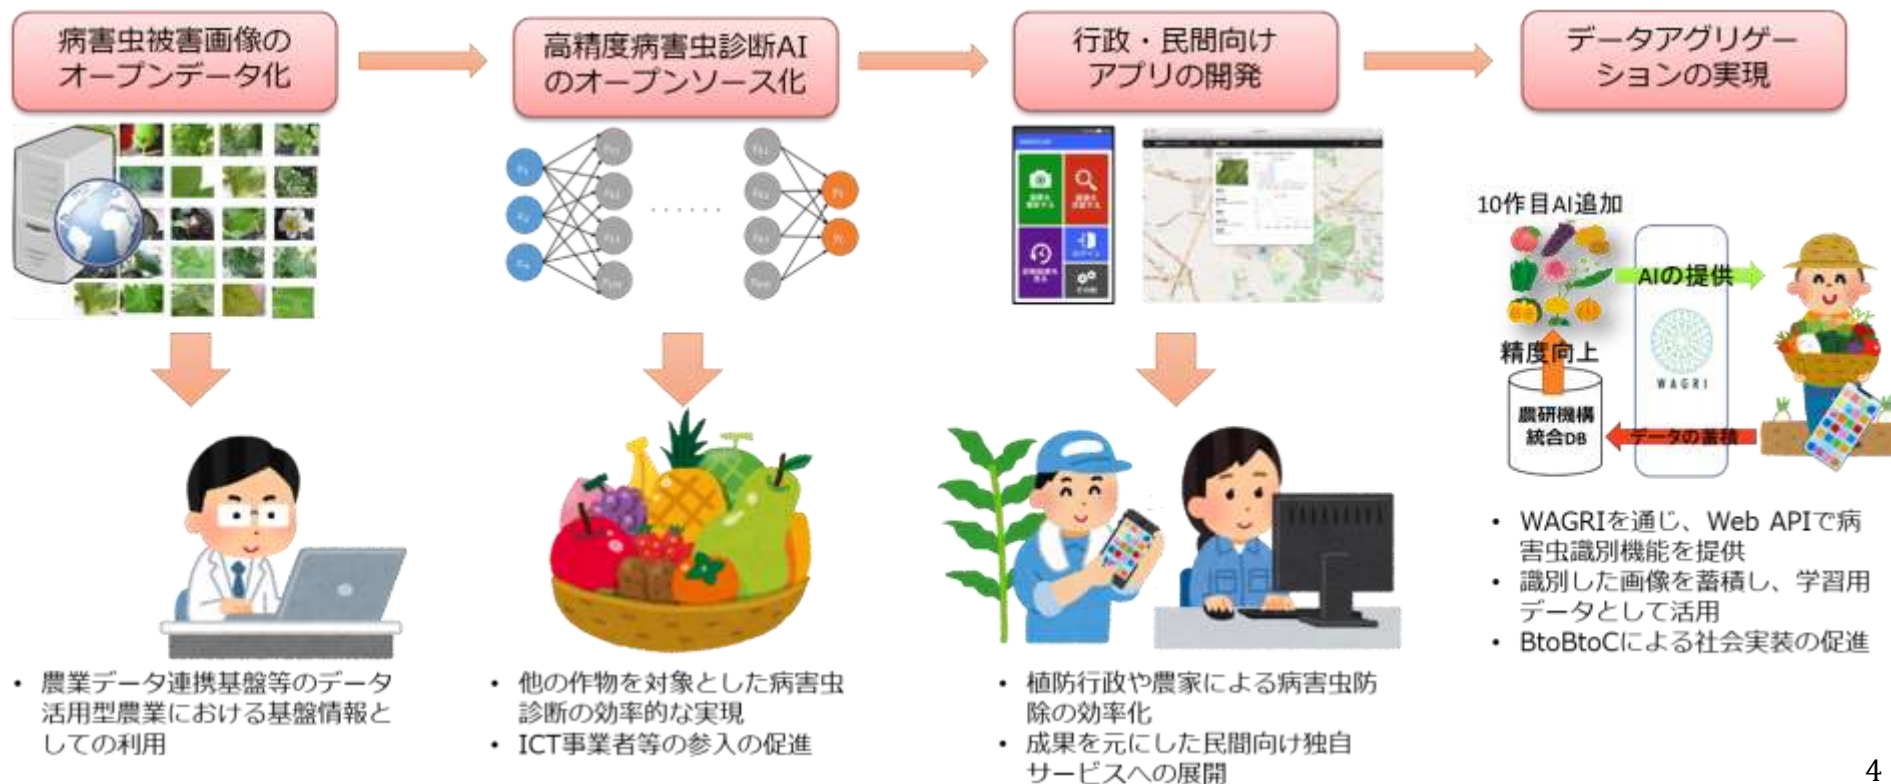 病害虫被害画像の
オープンデータ化
高精度病害虫診断AI
のオープンソース化
行政・民間向け
アプリの開発
データアグリゲー
ションの実現
10作目AI追加
AIの提供
精度向上
WAGRI
農研機構
統合DB
データの蓄積
• 農業データ連携基盤等のデータ
活用型農業における基盤情報と
しての利用
• 他の作物を対象とした病害虫
診断の効率的な実現
• ICT事業者等の参入の促進
• 植防行政や農家による病害虫防
除の効率化
• 成果を元にした民間向け独自
サービスへの展開
• WAGRIを通じ、Web APIで病
害虫識別機能を提供
• 識別した画像を蓄積し、学習用
データとして活用
• BtoBtoCによる社会実装の促進
4